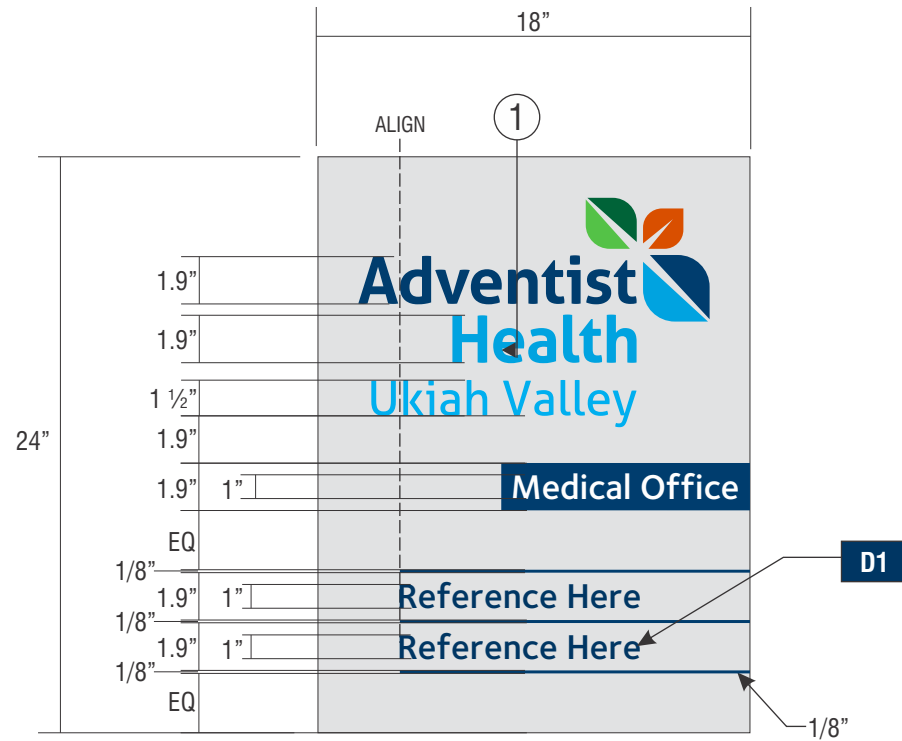 18”
ALIGN
1
1.9”
Adventist
1.9”
Health
1 ½”
Ukiah Valley
24”
1.9”
1.9”
1”
Medical Office
EQ
D1
1/8”
1.9”
1”
Reference Here
1/8”
1.9”
1”
Reference Here
1/8”
EQ
1/8”